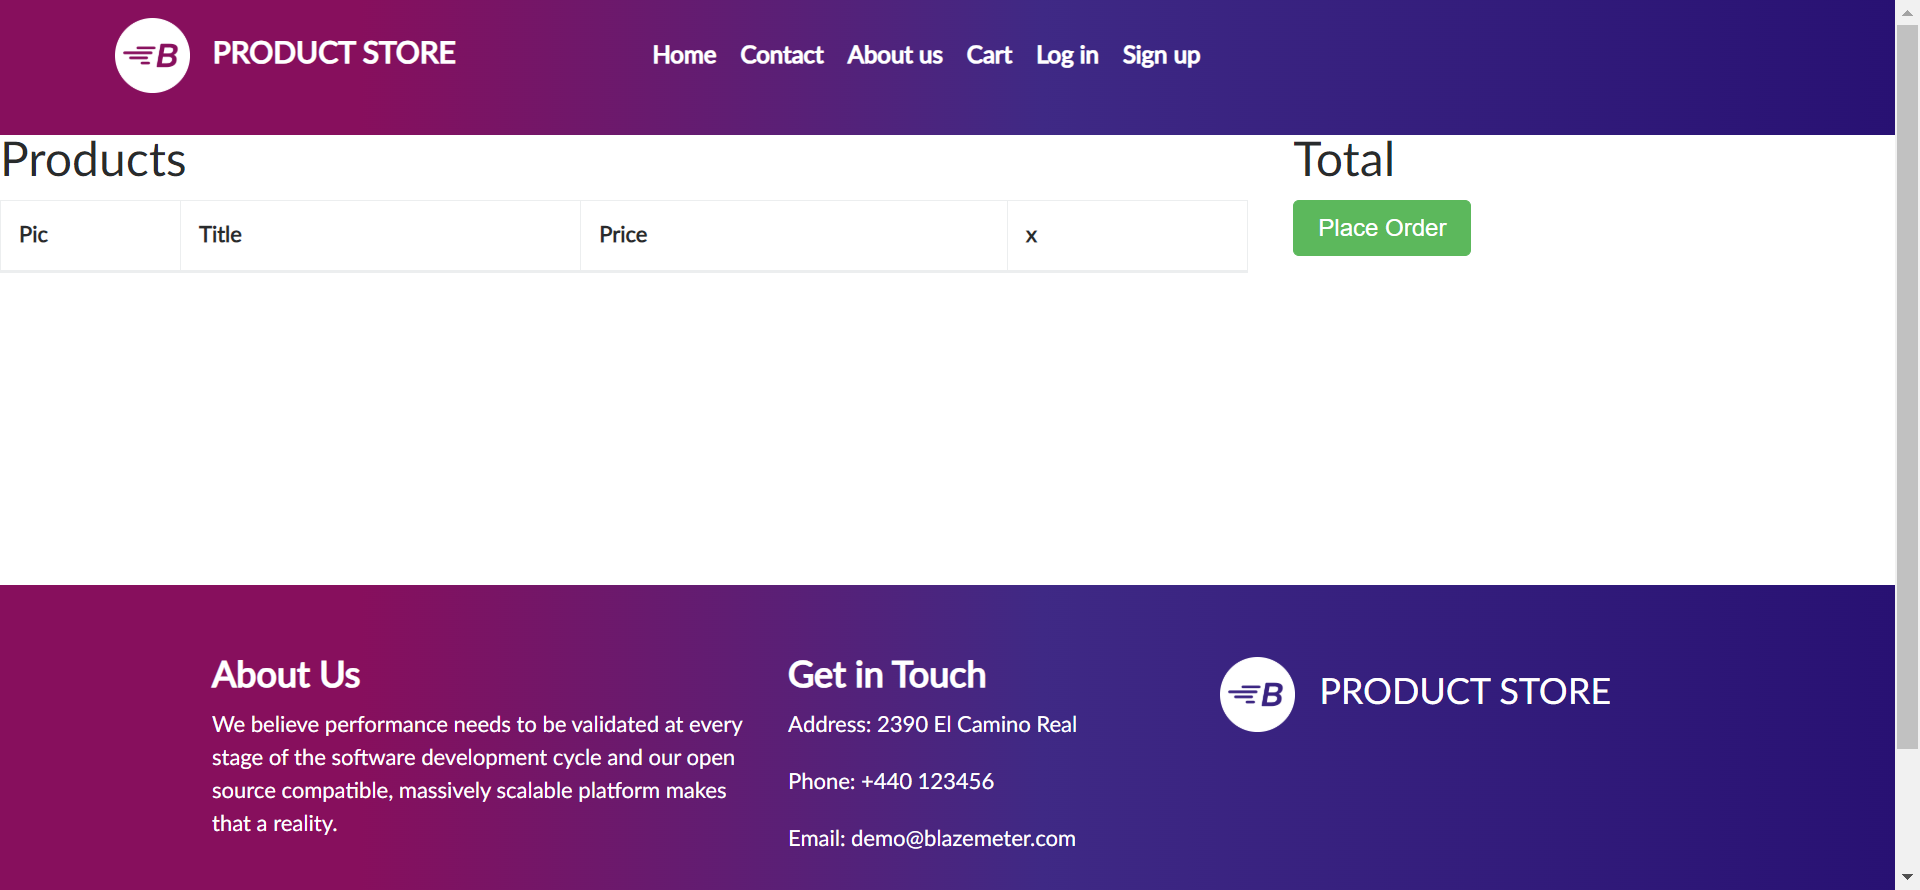 B PRODUCT STORE Home Contact About us Cart Log in Sign up
Products Total
Pic Title Price x Place Order
About Us
We believe performance needs to be validated at every
stage of the software development cycle and our open
source compatible, massively scalable platform makes
that a reality.
Get in Touch
Address: 2390 El Camino Real
Phone: +440 123456
Email: demo@blazemeter.com
B PRODUCT STORE